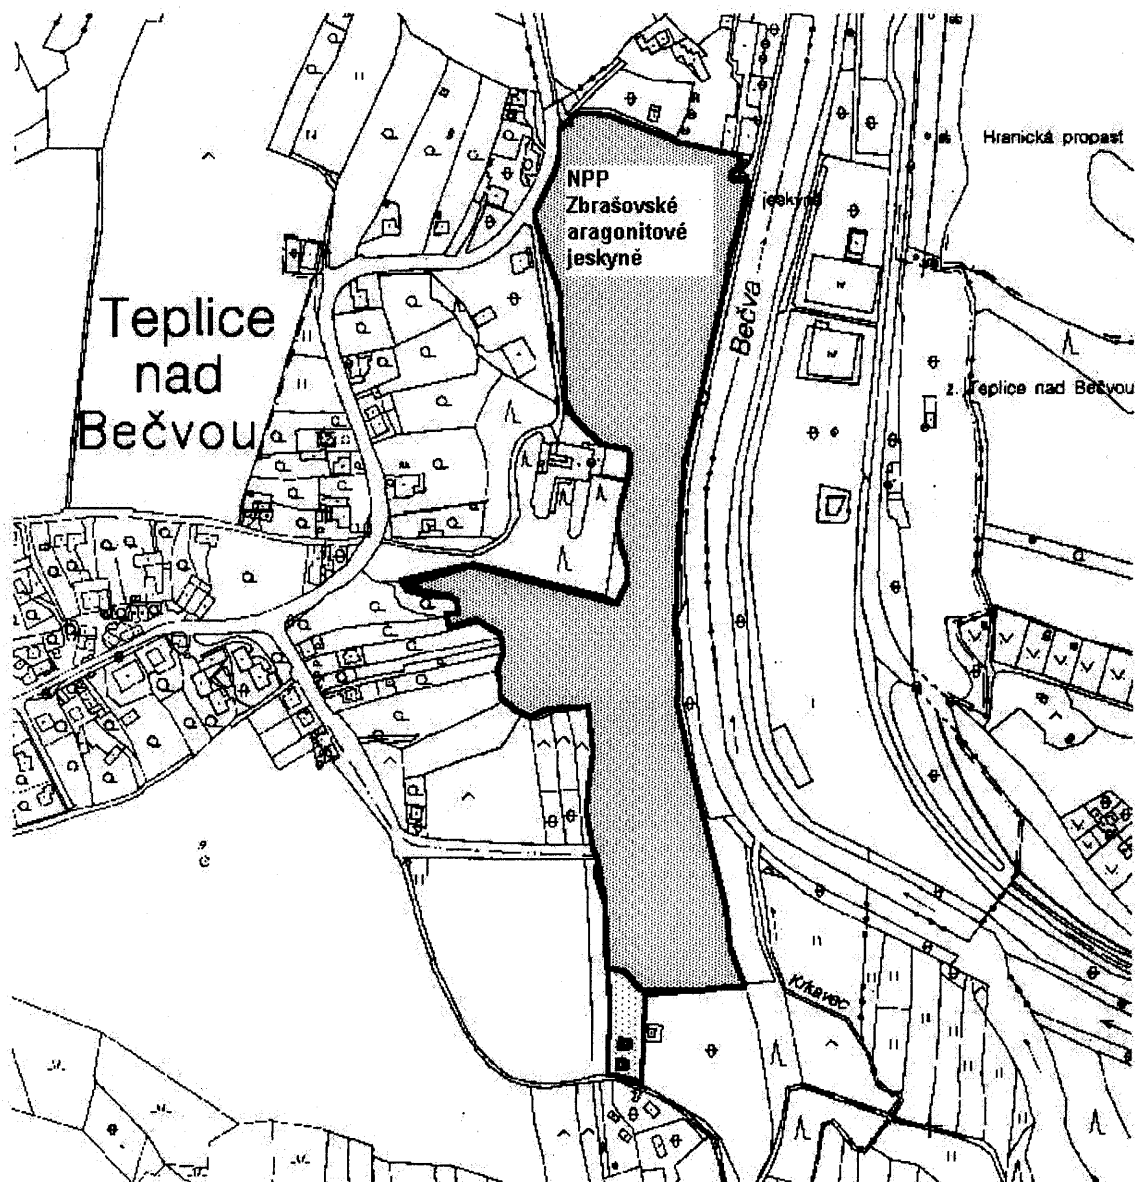 Hranická propast
NPP
Zbrašovské
aragonitové
jeskyně
jeskyně
Teplice
nad
Bečvou
Bečva
ž. Teplice nad Bečvou
Krkavec